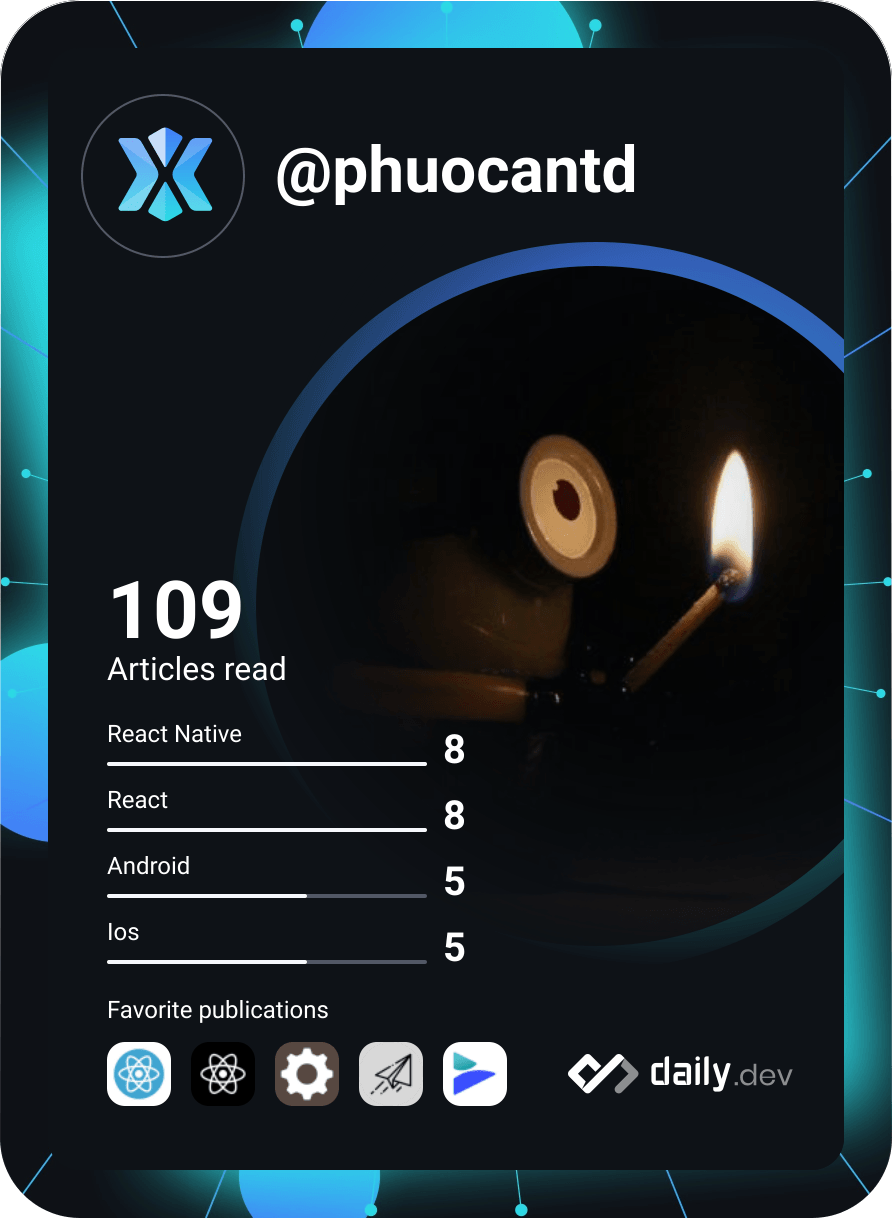 @phuocantd
109
Articles read
React Native
8
React
8
Android
5
Ios
5
Favorite publications
daily.dev